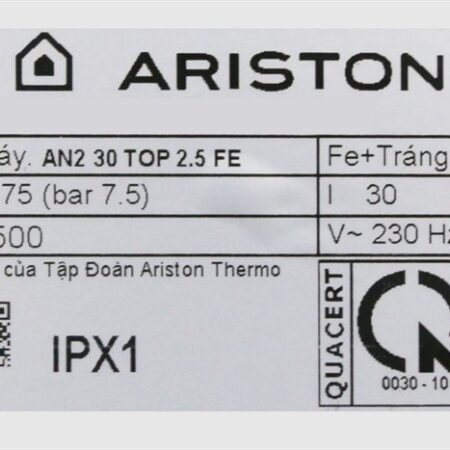 ARISTON
áy. AN2 30 TOP 2.5 FE
Fe+Tráng
75 (bar 7.5)
l 30
500
V~ 230 Hz
của Tập Đoàn Ariston Thermo
IPX1
QUACERT
0030 - 10